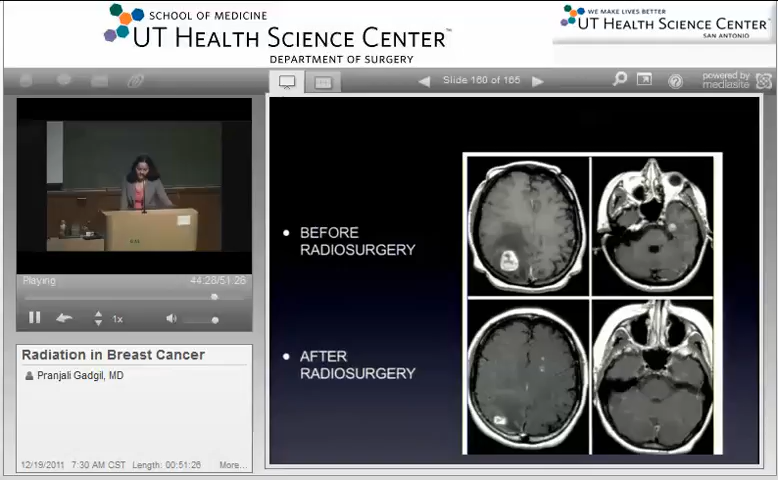 SCHOOL OF MEDICINE
UT HEALTH SCIENCE CENTER™
DEPARTMENT OF SURGERY
WE MAKE LIVES BETTER
UT HEALTH SCIENCE CENTER
SAN ANTONIO
Slide 160 of 165
powered by
mediasite
Playing
44:28/51:26
1x
Radiation in Breast Cancer
Pranjali Gadgil, MD
12/19/2011 7:30 AM CST Length: 00:51:26 More...
• BEFORE
RADIOSURGERY
• AFTER
RADIOSURGERY